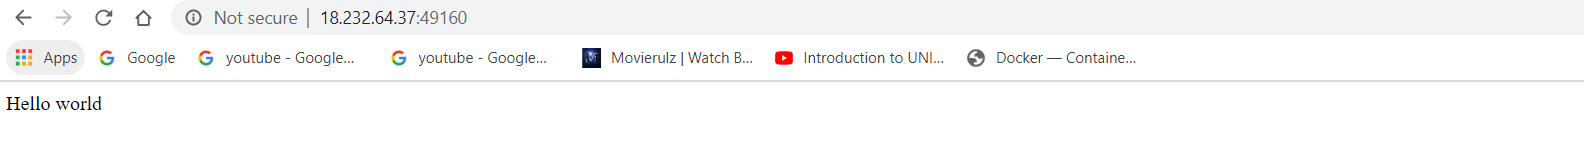 Not secure | 18.232.64.37:49160
Apps Google youtube - Google... youtube - Google... Movierulz | Watch B... Introduction to UNI... Docker — Containe...
Hello world